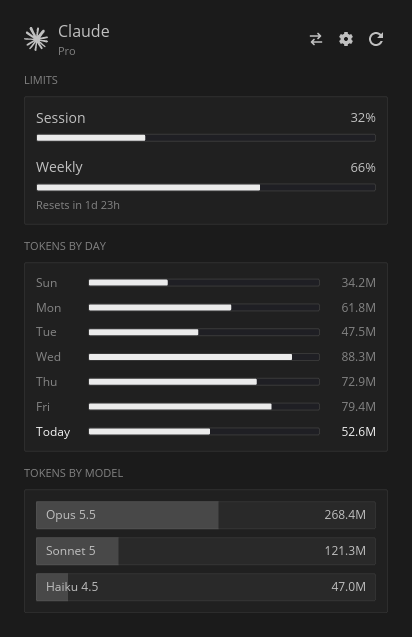 Claude
Pro
LIMITS
Session 32%
Weekly 66%
Resets in 1d 23h
TOKENS BY DAY
Sun 34.2M
Mon 61.8M
Tue 47.5M
Wed 88.3M
Thu 72.9M
Fri 79.4M
Today 52.6M
TOKENS BY MODEL
Opus 5.5 268.4M
Sonnet 5 121.3M
Haiku 4.5 47.0M